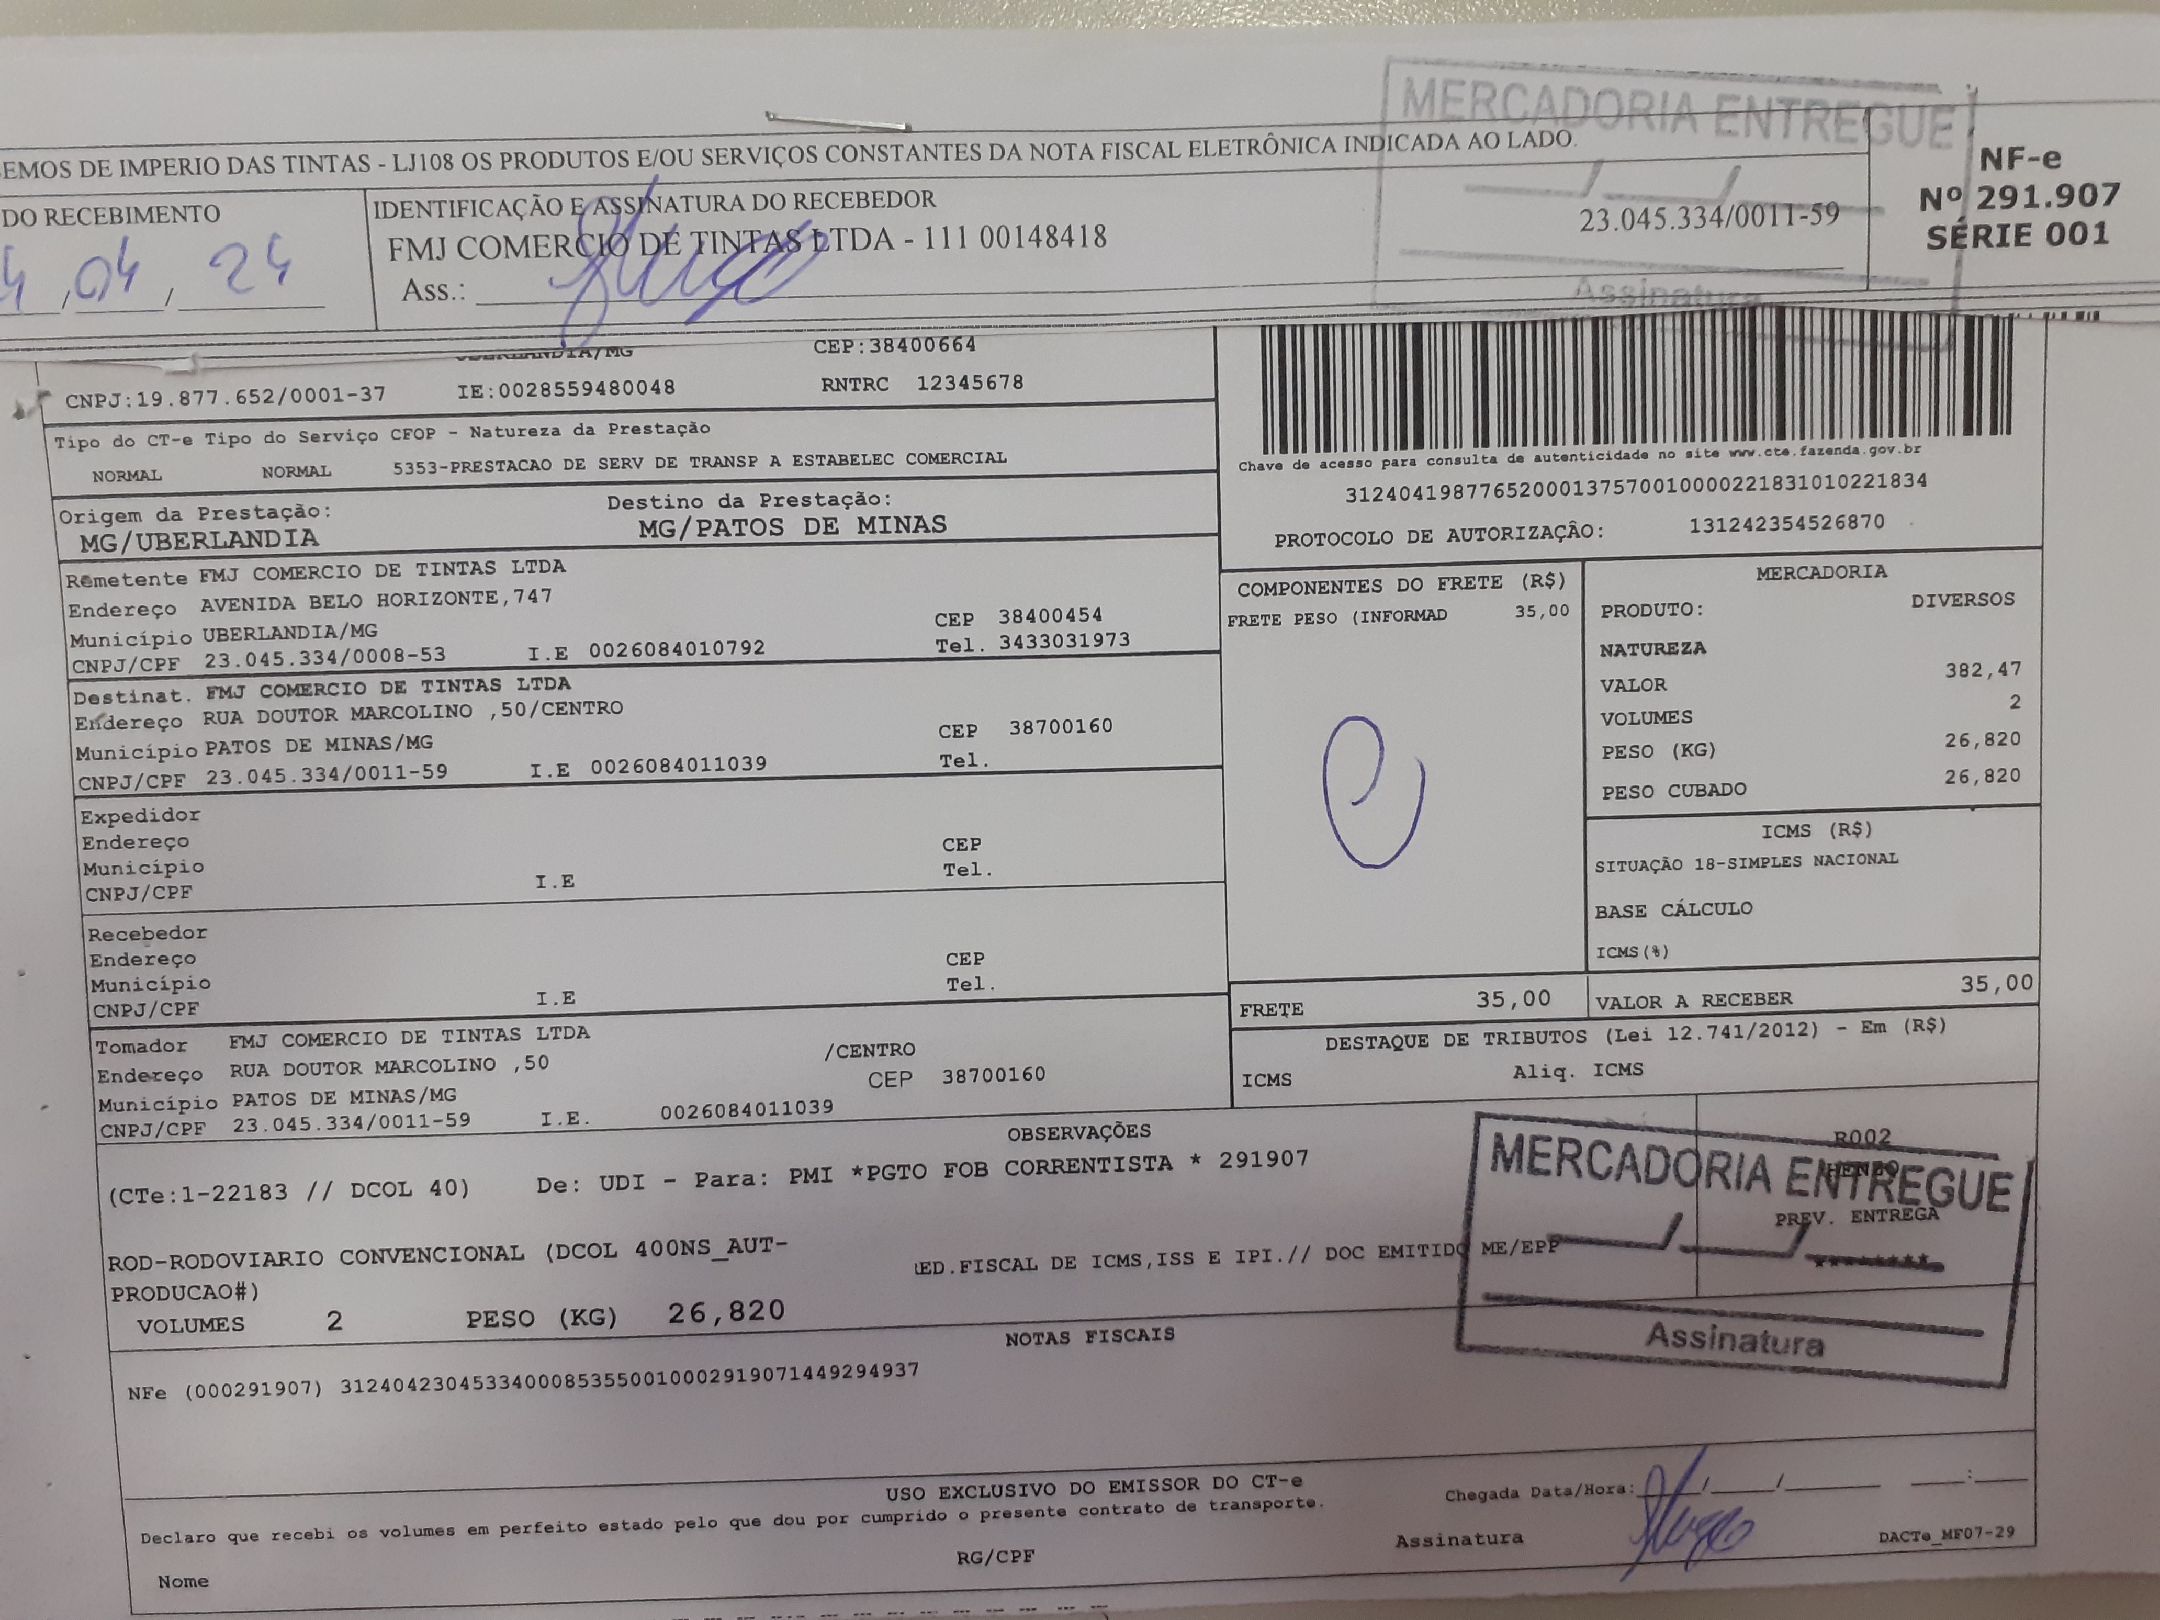 MERCADORIA ENTREGUE
EMOS DE IMPERIO DAS TINTAS - LJ108 OS PRODUTOS E/OU SERVIÇOS CONSTANTES DA NOTA FISCAL ELETRÔNICA INDICADA AO LADO.
NF-e
Nº 291.907
SÉRIE 001
DO RECEBIMENTO
IDENTIFICAÇÃO E ASSINATURA DO RECEBEDOR
FMJ COMERCIO DE TINTAS LTDA - 111 00148418
23.045.334/0011-59
04 / 24
Ass.:
Assinatura
UBERLANDIA/MG CEP:38400664
CNPJ:19.877.652/0001-37 IE:0028559480048 RNTRC 12345678
Tipo do CT-e Tipo do Serviço CFOP - Natureza da Prestação
NORMAL NORMAL 5353-PRESTACAO DE SERV DE TRANSP A ESTABELEC COMERCIAL
Chave de acesso para consulta de autenticidade no site www.cte.fazenda.gov.br
31240419877652000137570010000221831010221834
PROTOCOLO DE AUTORIZAÇÃO: 131242354526870
Origem da Prestação: Destino da Prestação:
MG/UBERLANDIA MG/PATOS DE MINAS
Remetente FMJ COMERCIO DE TINTAS LTDA
Endereço AVENIDA BELO HORIZONTE,747
CEP 38400454
Município UBERLANDIA/MG
Tel. 3433031973
CNPJ/CPF 23.045.334/0008-53 I.E 0026084010792
Destinat. FMJ COMERCIO DE TINTAS LTDA
Endereço RUA DOUTOR MARCOLINO ,50/CENTRO
CEP 38700160
Município PATOS DE MINAS/MG
Tel.
CNPJ/CPF 23.045.334/0011-59 I.E 0026084011039
Expedidor
Endereço CEP
Município Tel.
CNPJ/CPF I.E
Recebedor
Endereço CEP
Município Tel.
CNPJ/CPF I.E
COMPONENTES DO FRETE (R$)
FRETE PESO (INFORMAD 35,00
MERCADORIA
PRODUTO: DIVERSOS
NATUREZA
VALOR 382,47
VOLUMES 2
PESO (KG) 26,820
PESO CUBADO 26,820
ICMS (R$)
SITUAÇÃO 18-SIMPLES NACIONAL
BASE CÁLCULO
ICMS(%)
FRETE 35,00 VALOR A RECEBER 35,00
DESTAQUE DE TRIBUTOS (Lei 12.741/2012) - Em (R$)
ICMS Aliq. ICMS
Tomador FMJ COMERCIO DE TINTAS LTDA
Endereço RUA DOUTOR MARCOLINO ,50 /CENTRO
CEP 38700160
Município PATOS DE MINAS/MG
CNPJ/CPF 23.045.334/0011-59 I.E. 0026084011039
OBSERVAÇÕES
(CTe:1-22183 // DCOL 40) De: UDI - Para: PMI *PGTO FOB CORRENTISTA * 291907
R002
MERCADORIA ENTREGUE
PREV. ENTREGA
********
Assinatura
ROD-RODOVIARIO CONVENCIONAL (DCOL 400NS_AUT-
PRODUCAO#)
ED.FISCAL DE ICMS,ISS E IPI.// DOC EMITIDO ME/EPP
VOLUMES 2 PESO (KG) 26,820
NOTAS FISCAIS
NFe (000291907) 31240423045334000853550010002919071449294937
USO EXCLUSIVO DO EMISSOR DO CT-e
Declaro que recebi os volumes em perfeito estado pelo que dou por cumprido o presente contrato de transporte.
Chegada Data/Hora: / / :
Assinatura
RG/CPF
DACTe_MF07-29
Nome